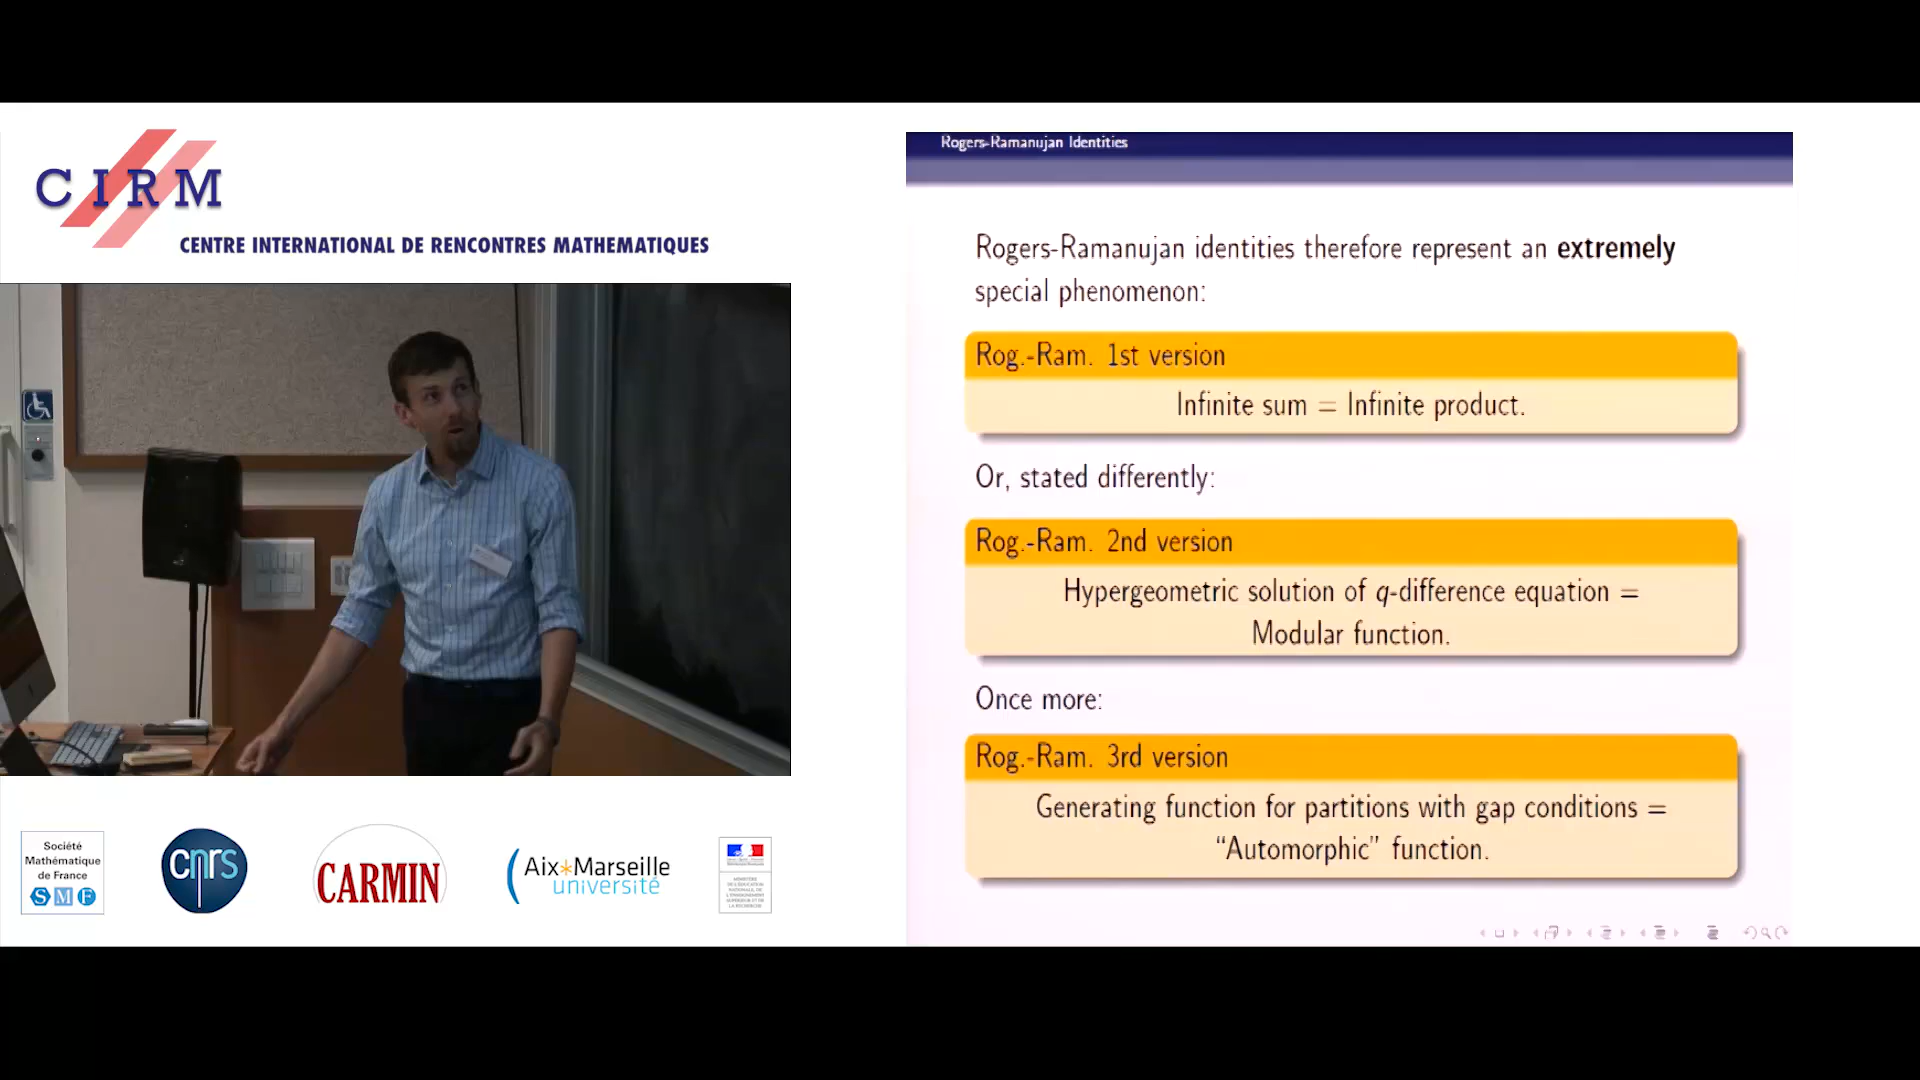 CIRM
CENTRE INTERNATIONAL DE RENCONTRES MATHEMATIQUES
Société
Mathématique
de France
SMF
cnrs
CARMIN
Aix*Marseille
université
Rogers-Ramanujan Identities
Rogers-Ramanujan identities therefore represent an extremely
special phenomenon:
Rog.-Ram. 1st version
Infinite sum = Infinite product.
Or, stated differently:
Rog.-Ram. 2nd version
Hypergeometric solution of q-difference equation =
Modular function.
Once more:
Rog.-Ram. 3rd version
Generating function for partitions with gap conditions =
“Automorphic” function.